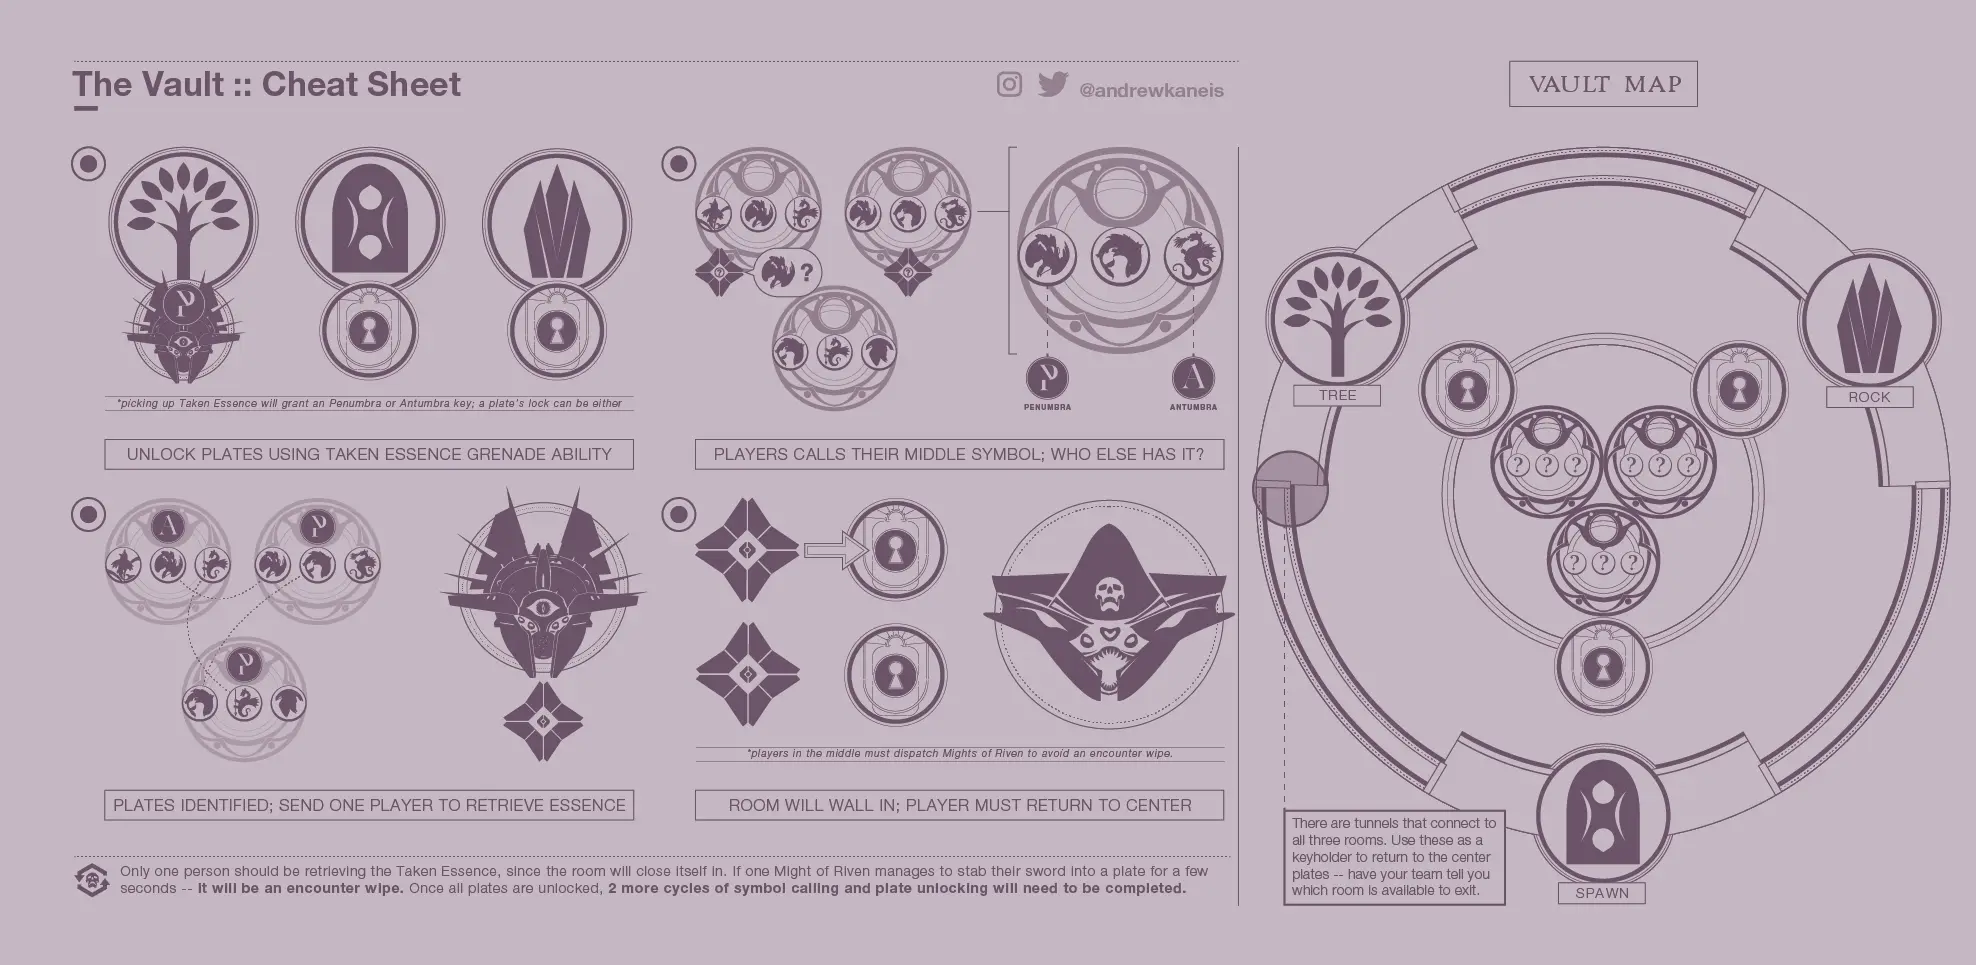 The Vault :: Cheat Sheet
@andrewkaneis
VAULT MAP
P
*picking up Taken Essence will grant an Penumbra or Antumbra key; a plate's lock can be either
UNLOCK PLATES USING TAKEN ESSENCE GRENADE ABILITY
?
?
?
P
A
PENUMBRA
ANTUMBRA
PLAYERS CALLS THEIR MIDDLE SYMBOL; WHO ELSE HAS IT?
A
P
P
PLATES IDENTIFIED; SEND ONE PLAYER TO RETRIEVE ESSENCE
*players in the middle must dispatch Mights of Riven to avoid an encounter wipe.
ROOM WILL WALL IN; PLAYER MUST RETURN TO CENTER
Only one person should be retrieving the Taken Essence, since the room will close itself in. If one Might of Riven manages to stab their sword into a plate for a few
seconds -- it will be an encounter wipe. Once all plates are unlocked, 2 more cycles of symbol calling and plate unlocking will need to be completed.
TREE
ROCK
? ? ?
? ? ?
? ? ?
There are tunnels that connect to
all three rooms. Use these as a
keyholder to return to the center
plates -- have your team tell you
which room is available to exit.
SPAWN